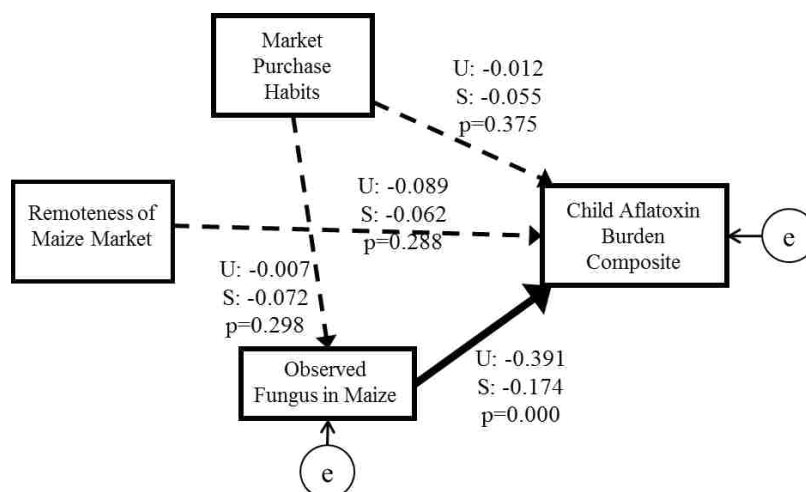 Market
Purchase
Habits
U: -0.012
S: -0.055
p=0.375
Remoteness of
Maize Market
U: -0.089
S: -0.062
p=0.288
Child Aflatoxin
Burden
Composite
e
U: -0.007
S: -0.072
p=0.298
Observed
Fungus in Maize
U: -0.391
S: -0.174
p=0.000
e